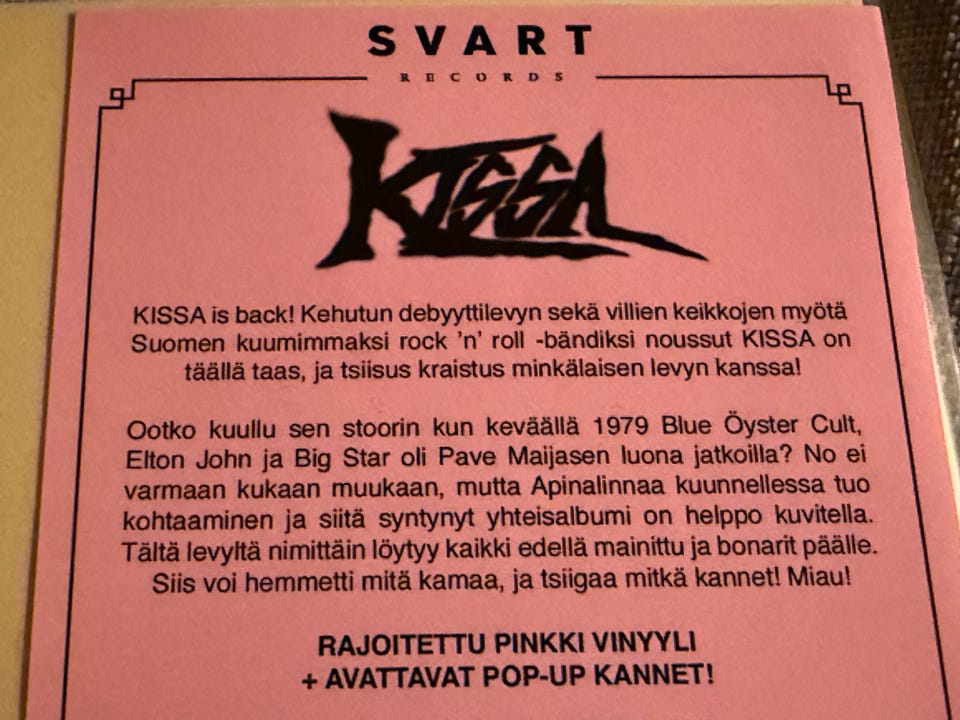 SVART
RECORDS
KISSA
KISSA is back! Kehutun debyyttilevyn sekä villien keikkojen myötä
Suomen kuumimmaksi rock 'n' roll -bändiksi noussut KISSA on
täällä taas, ja tsiisus kraistus minkälaisen levyn kanssa!
Ootko kuullu sen stoorin kun keväällä 1979 Blue Öyster Cult,
Elton John ja Big Star oli Pave Maijasen luona jatkoilla? No ei
varmaan kukaan muukaan, mutta Apinalinnaa kuunnellessa tuo
kohtaaminen ja siitä syntynyt yhteisalbumi on helppo kuvitella.
Tältä levyltä nimittäin löytyy kaikki edellä mainittu ja bonarit päälle.
Siis voi hemmetti mitä kamaa, ja tsiigaa mitkä kannet! Miau!
RAJOITETTU PINKKI VINYYLI
+ AVATTAVAT POP-UP KANNET!